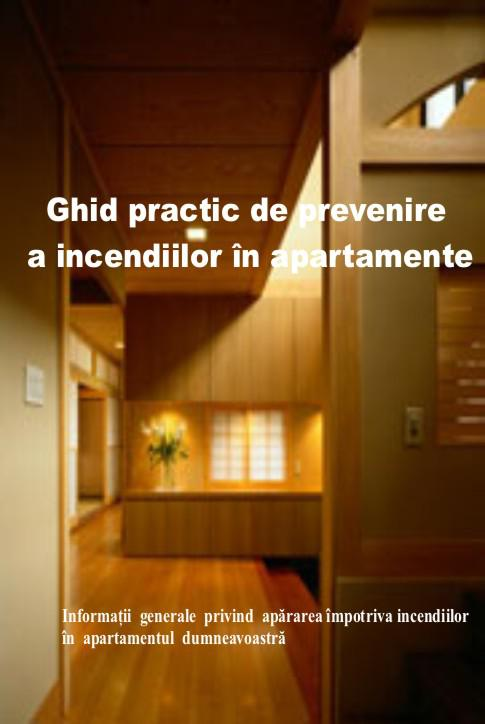 Ghid practic de prevenire
a incendiilor în apartamente
Informații generale privind apărarea împotriva incendiilor
în apartamentul dumneavoastră